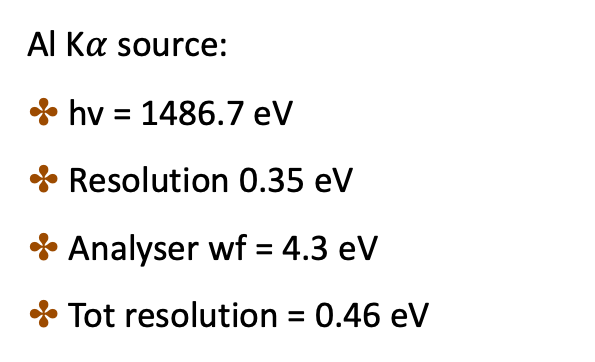 Al K𝛼 source:
✤ hv = 1486.7 eV
✤ Resolution 0.35 eV
✤ Analyser wf = 4.3 eV
✤ Tot resolution = 0.46 eV